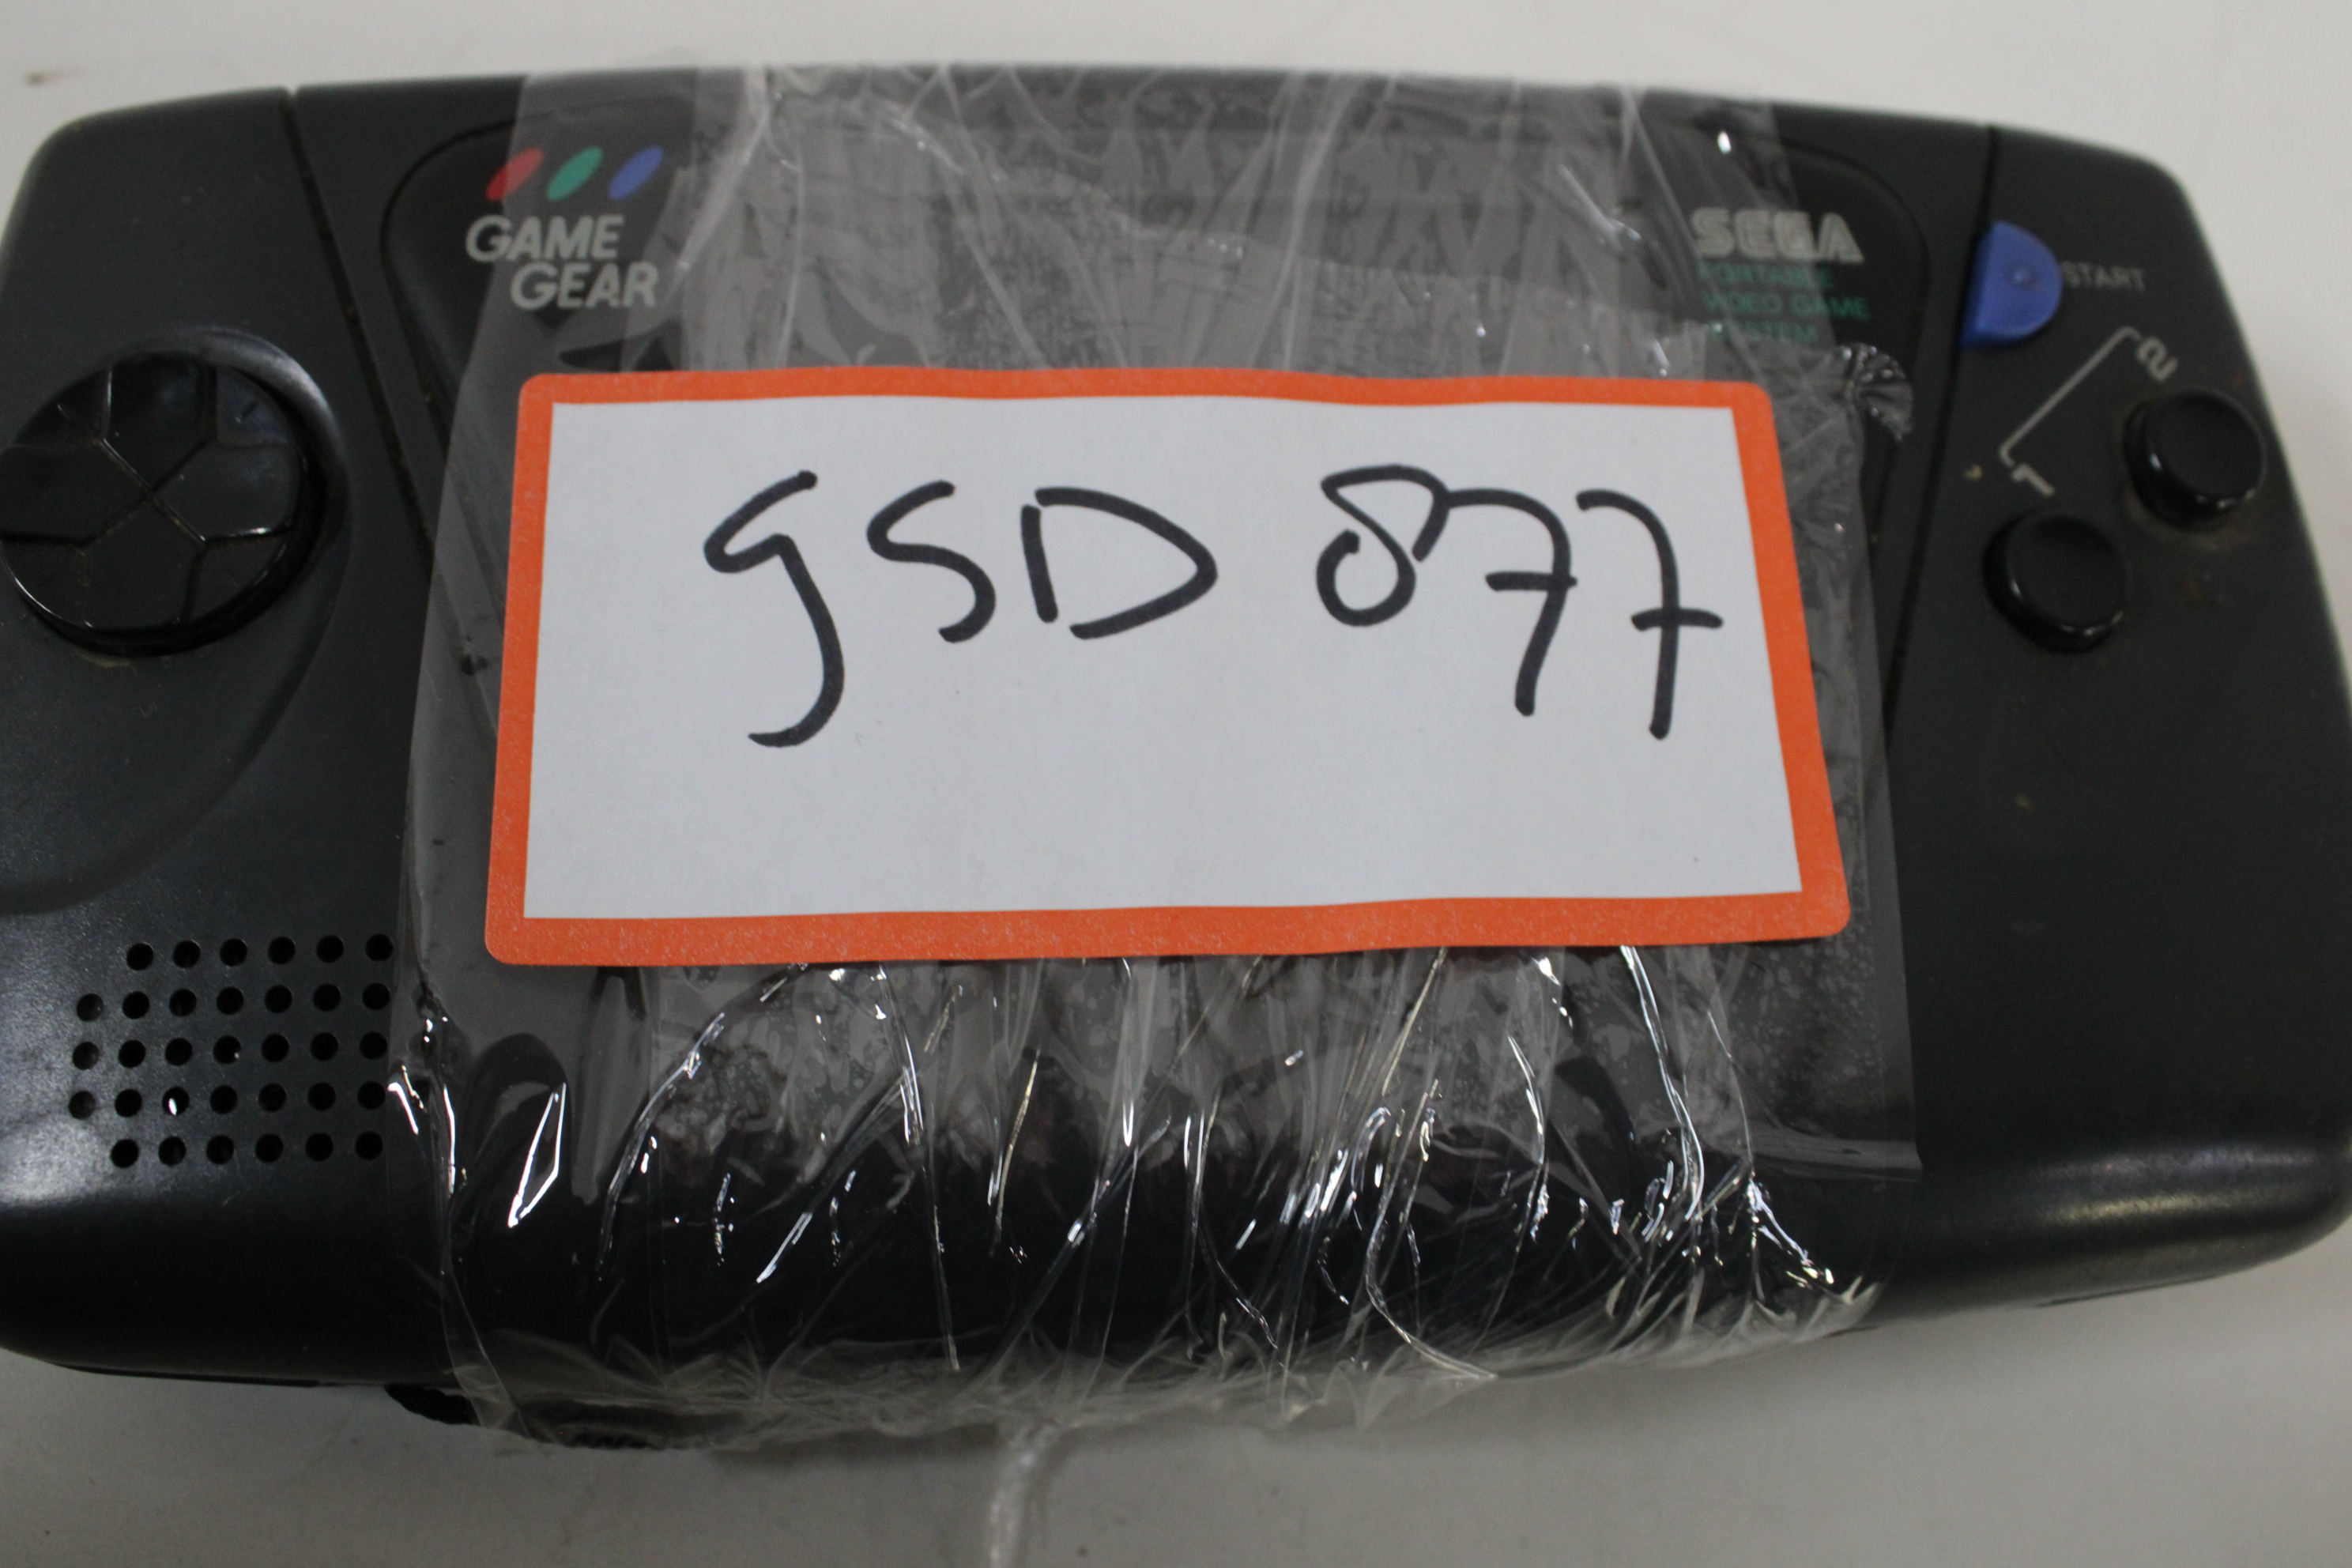 GAME
GEAR
SEGA
PORTABLE
VIDEO GAME
SYSTEM
START
2
1
GSD 877